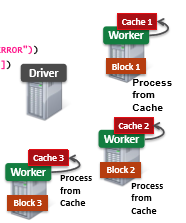 Cache 1
Worker
ERROR"))
])
Driver
Block 1
Process
from
Cache
Cache 2
Worker
Cache 3
Worker
Block 2
Process
from
Cache
Process
from
Cache
Block 3